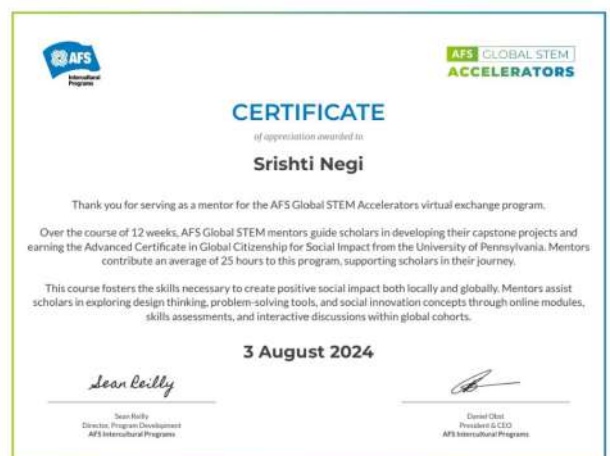 AFS
Intercultural
Programs
AFS GLOBAL STEM
ACCELERATORS
CERTIFICATE
of appreciation awarded to
Srishti Negi
Thank you for serving as a mentor for the AFS Global STEM Accelerators virtual exchange program.
Over the course of 12 weeks, AFS Global STEM mentors guide scholars in developing their capstone projects and
earning the Advanced Certificate in Global Citizenship for Social Impact from the University of Pennsylvania. Mentors
contribute an average of 25 hours to this program, supporting scholars in their journey.
This course fosters the skills necessary to create positive social impact both locally and globally. Mentors assist
scholars in exploring design thinking, problem-solving tools, and social innovation concepts through online modules,
skills assessments, and interactive discussions within global cohorts.
3 August 2024
Sean Reilly
Sean Reilly
Director, Program Development
AFS Intercultural Programs
Daniel Obst
President & CEO
AFS Intercultural Programs